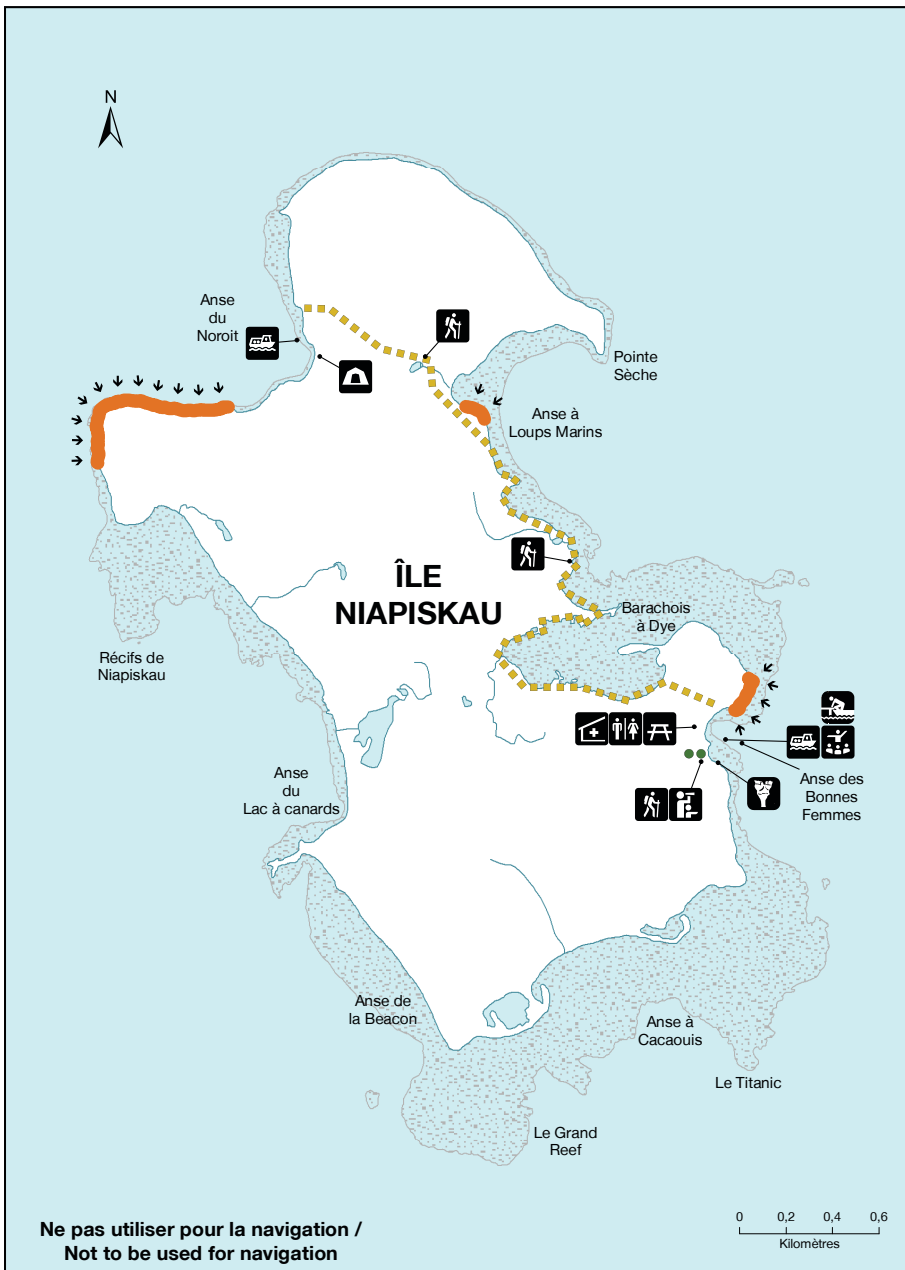 N
Anse
du
Noroit
Pointe
Sèche
Anse à
Loups Marins
ÎLE
NIAPISKAU
Barachois
à Dye
Récifs de
Niapiskau
Anse
du
Lac à canards
Anse des
Bonnes
Femmes
Anse de
la Beacon
Anse à
Cacaouis
Le Titanic
Le Grand
Reef
Ne pas utiliser pour la navigation /
Not to be used for navigation
0 0,2 0,4 0,6
Kilomètres